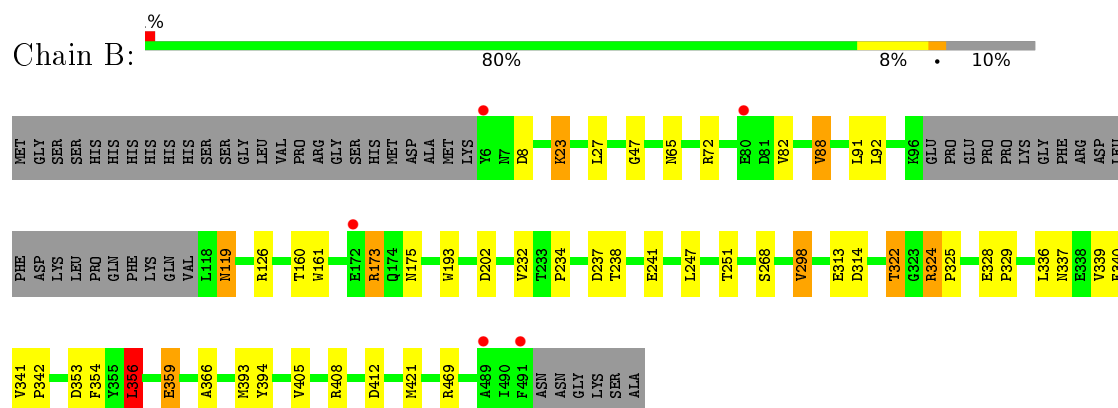 %
Chain B:
80% 8% • 10%
MET GLY SER SER HIS HIS HIS HIS HIS HIS SER SER GLY LEU VAL PRO ARG GLY SER HIS MET ASP ALA MET LYS Y6 N7 D8 K23 L27 G47 N65 R72 E80 D81 V82 V88 L91 L92 K96 GLU PRO GLU PRO PRO LYS GLY PHE ARG ASP LEU
PHE ASP LYS LEU PRO GLN PHE LYS GLN VAL L118 N119 R126 T160 W161 E172 R173 Q174 N175 W193 D202 V232 T233 P234 D237 T238 E241 L247 T251 S268 V298 E313 D314 T322 G323 R324 P325 E328 P329 L336 N337 E338 V339
V341 P342 D353 F354 Y355 L356 E359 A366 M393 Y394 V405 R408 D412 M421 R469 A489 I490 F491 ASN ASN GLY LYS SER ALA